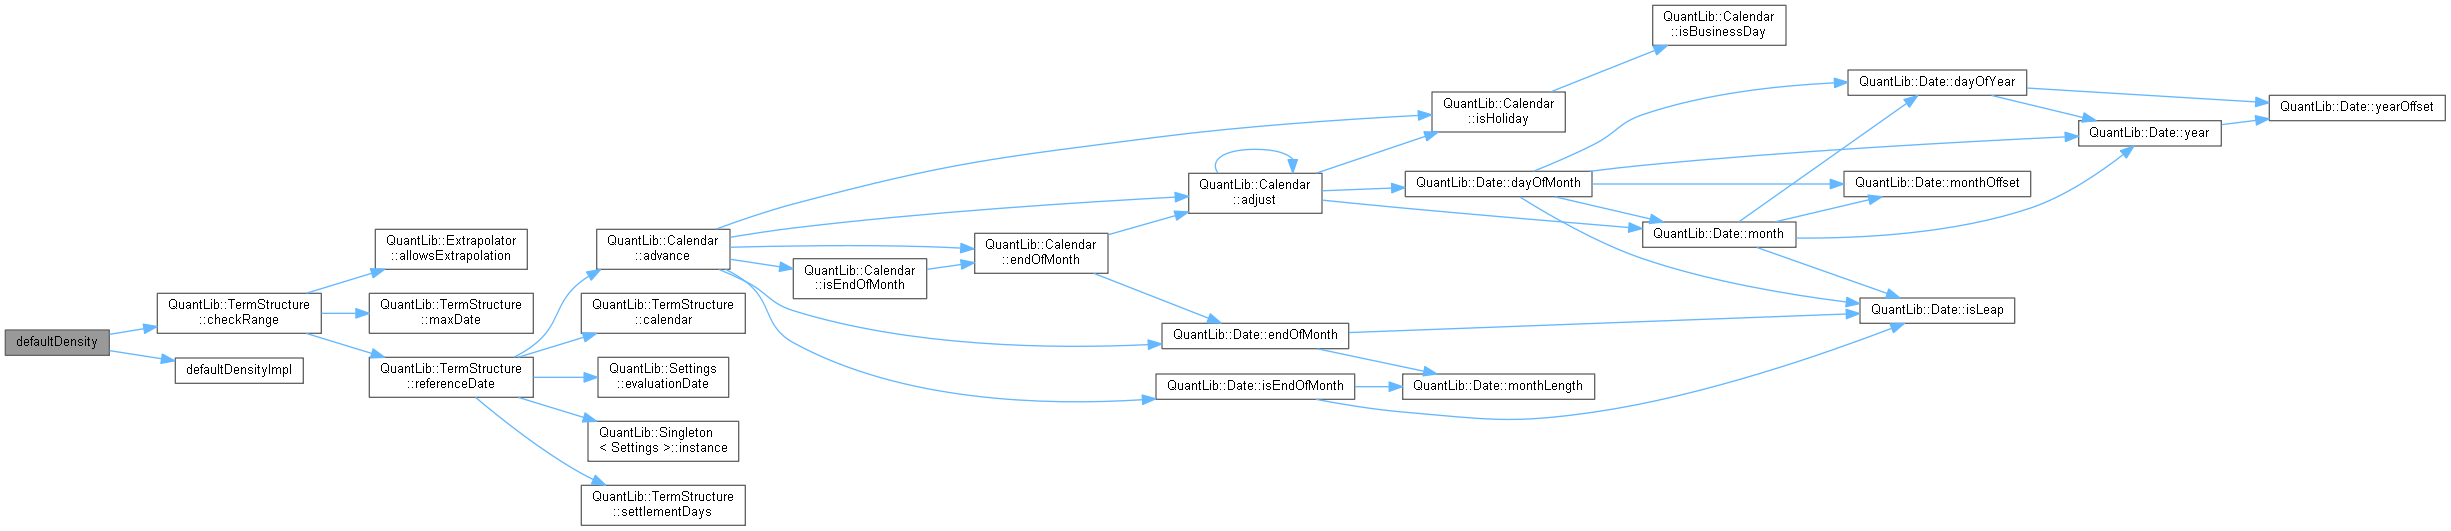 defaultDensity
QuantLib::TermStructure
::checkRange
defaultDensityImpl
QuantLib::Extrapolator
::allowsExtrapolation
QuantLib::TermStructure
::maxDate
QuantLib::TermStructure
::referenceDate
QuantLib::Calendar
::advance
QuantLib::TermStructure
::calendar
QuantLib::Settings
::evaluationDate
QuantLib::Singleton
< Settings >::instance
QuantLib::TermStructure
::settlementDays
QuantLib::Calendar
::isEndOfMonth
QuantLib::Calendar
::endOfMonth
QuantLib::Calendar
::adjust
QuantLib::Date::endOfMonth
QuantLib::Date::isEndOfMonth
QuantLib::Calendar
::isHoliday
QuantLib::Date::dayOfMonth
QuantLib::Date::monthLength
QuantLib::Calendar
::isBusinessDay
QuantLib::Date::month
QuantLib::Date::dayOfYear
QuantLib::Date::monthOffset
QuantLib::Date::isLeap
QuantLib::Date::year
QuantLib::Date::yearOffset